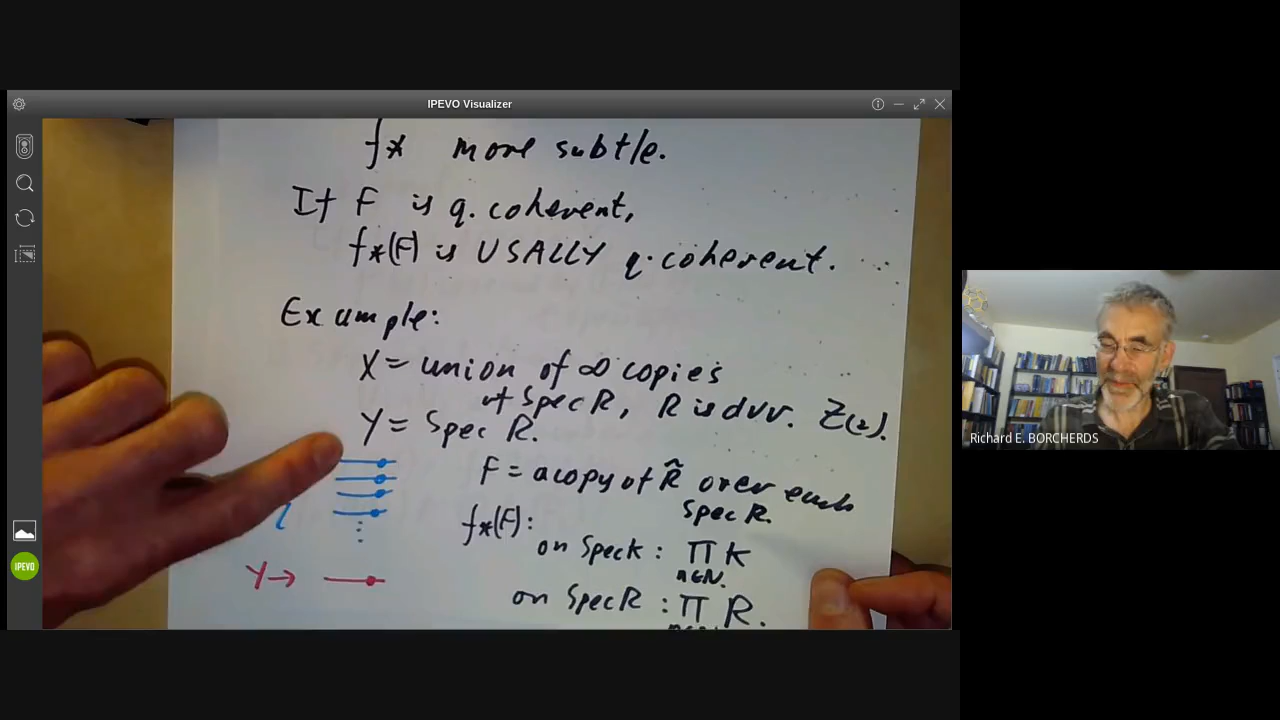 IPEVO Visualizer
f* more subtle.
If F is q. coherent,
f*(F) is USALLY q. coherent.
Example:
X = union of ∞ copies
of Spec R, R is dvr. Z(2).
Y = Spec R.
F = a copy of R̃ over each
Spec R.
f*(F):
on Spec K : ∏ K
n∈N.
Y →
on Spec R : ∏ R.
IPEVO
Richard E. BORCHERDS